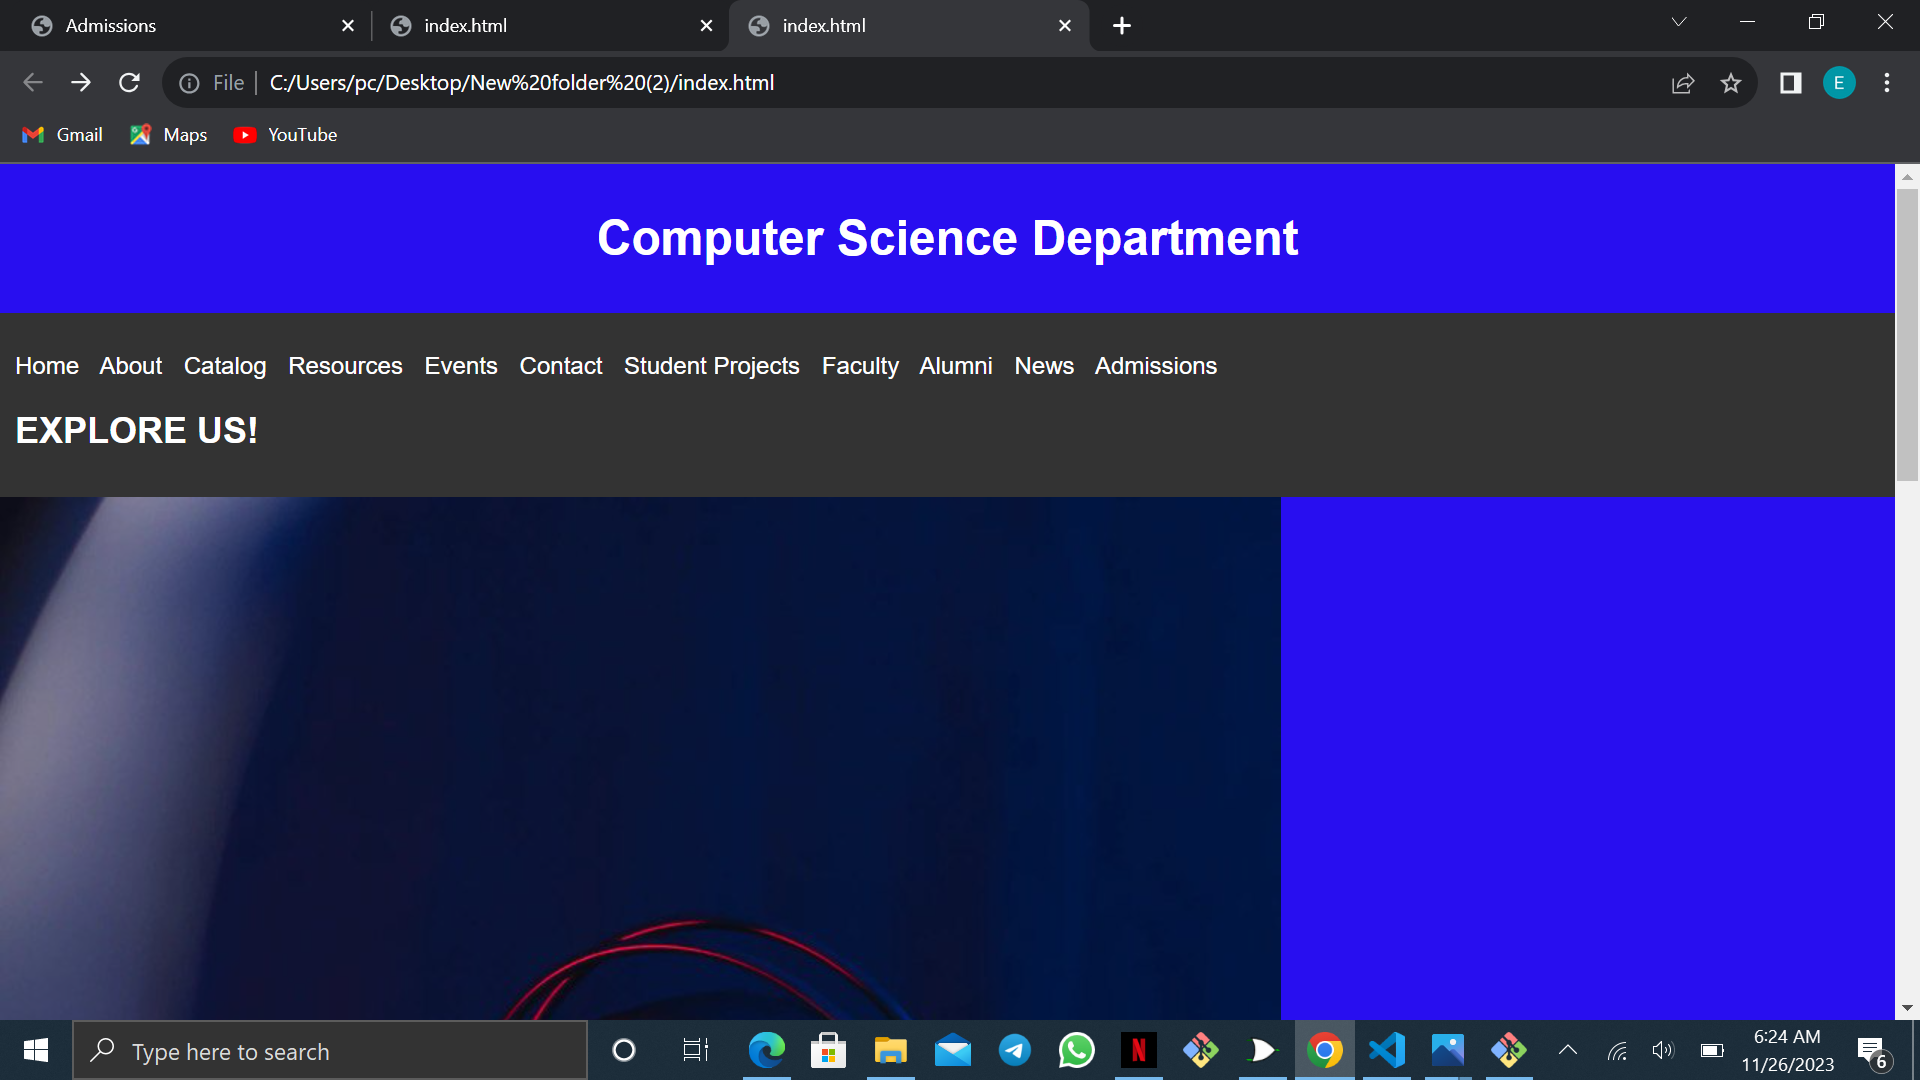 Admissions
index.html
index.html
File
C:/Users/pc/Desktop/New%20folder%20(2)/index.html
E
Gmail
Maps
YouTube
Computer Science Department
Home About Catalog Resources Events Contact Student Projects Faculty Alumni News Admissions
EXPLORE US!
Type here to search
N
6:24 AM
11/26/2023
6